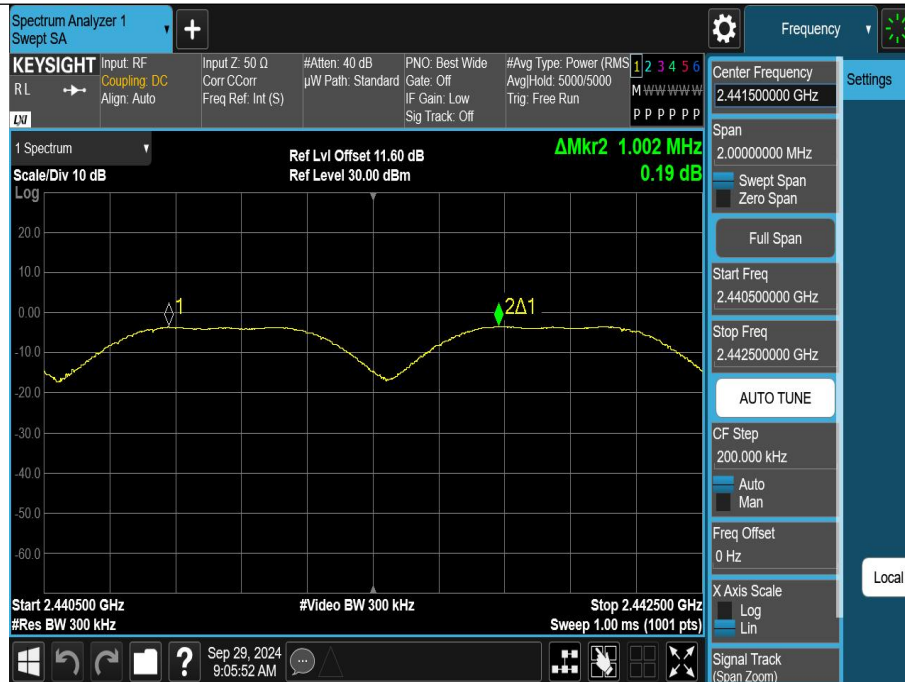 Spectrum Analyzer 1
Swept SA
▼
+
Frequency
▼
KEYSIGHT
RL
LXI
Input: RF
Coupling: DC
Align: Auto
Input Z: 50 Ω
Corr CCorr
Freq Ref: Int (S)
#Atten: 40 dB
µW Path: Standard
PNO: Best Wide
Gate: Off
IF Gain: Low
Sig Track: Off
#Avg Type: Power (RMS
Avg|Hold: 5000/5000
Trig: Free Run
1 2 3 4 5 6
M W W W W W
P P P P P P
1 Spectrum ▼
Scale/Div 10 dB
Log
Ref Lvl Offset 11.60 dB
Ref Level 30.00 dBm
ΔMkr2 1.002 MHz
0.19 dB
20.0
10.0
0.00
-10.0
-20.0
-30.0
-40.0
-50.0
-60.0
1
2Δ1
Start 2.440500 GHz
#Res BW 300 kHz
#Video BW 300 kHz
Stop 2.442500 GHz
Sweep 1.00 ms (1001 pts)
?
Sep 29, 2024
9:05:52 AM
Center Frequency
2.441500000 GHz
Span
2.00000000 MHz
Swept Span
Zero Span
Full Span
Start Freq
2.440500000 GHz
Stop Freq
2.442500000 GHz
AUTO TUNE
CF Step
200.000 kHz
Auto
Man
Freq Offset
0 Hz
X Axis Scale
Log
Lin
Signal Track
(Span Zoom)
Settings
Local